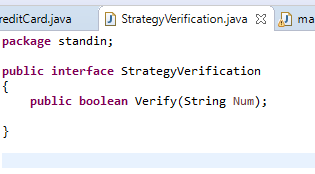 reditCard.java StrategyVerification.java ma
package standin;
public interface StrategyVerification
{
public boolean Verify(String Num);
}